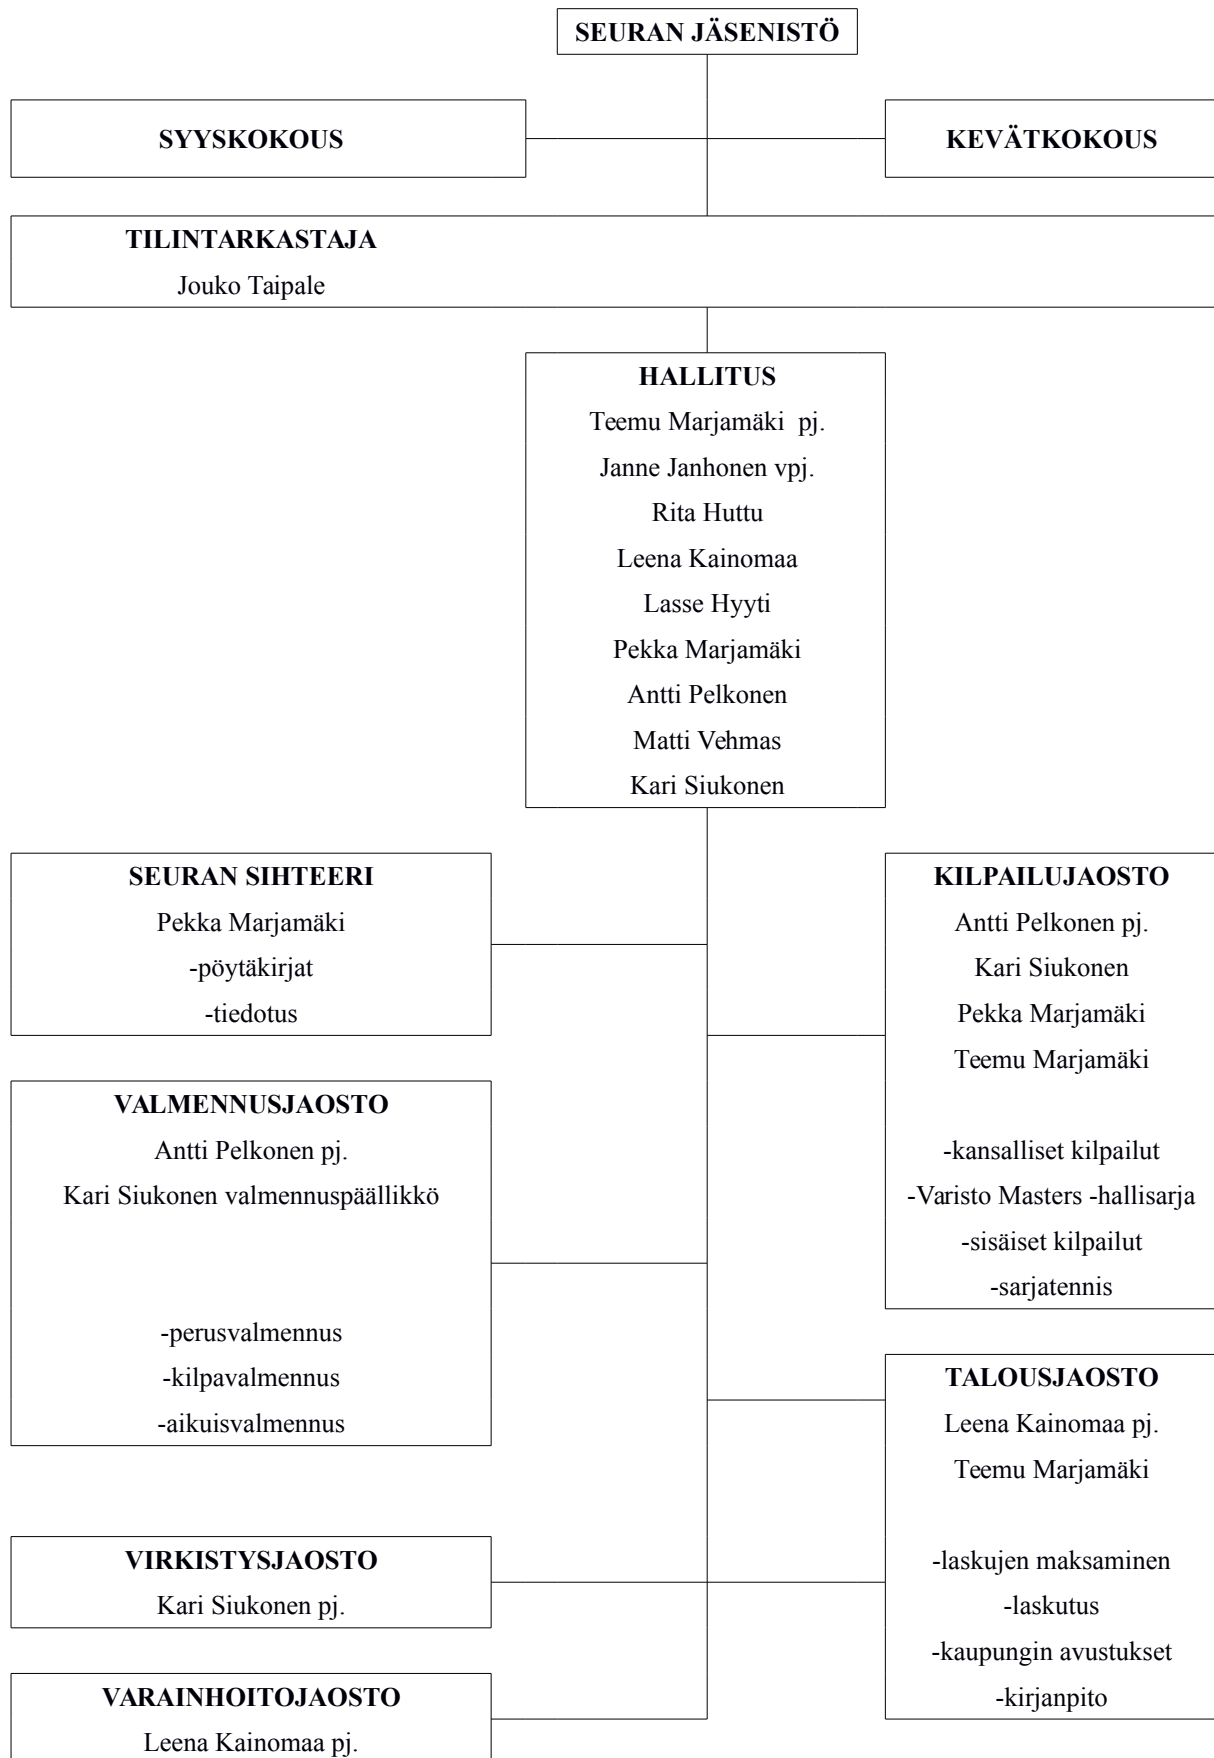 SEURAN JÄSENISTÖ
SYYSKOKOUS
KEVÄTKOKOUS
TILINTARKASTAJA
Jouko Taipale
HALLITUS
Teemu Marjamäki pj.
Janne Janhonen vpj.
Rita Huttu
Leena Kainomaa
Lasse Hyyti
Pekka Marjamäki
Antti Pelkonen
Matti Vehmas
Kari Siukonen
SEURAN SIHTEERI
Pekka Marjamäki
-pöytäkirjat
-tiedotus
KILPAILUJAOSTO
Antti Pelkonen pj.
Kari Siukonen
Pekka Marjamäki
Teemu Marjamäki
-kansalliset kilpailut
-Varisto Masters -hallisarja
-sisäiset kilpailut
-sarjatennis
VALMENNUSJAOSTO
Antti Pelkonen pj.
Kari Siukonen valmennuspäällikkö
-perusvalmennus
-kilpavalmennus
-aikuisvalmennus
TALOUSJAOSTO
Leena Kainomaa pj.
Teemu Marjamäki
-laskujen maksaminen
-laskutus
-kaupungin avustukset
-kirjanpito
VIRKISTYSJAOSTO
Kari Siukonen pj.
VARAINHOITOJAOSTO
Leena Kainomaa pj.